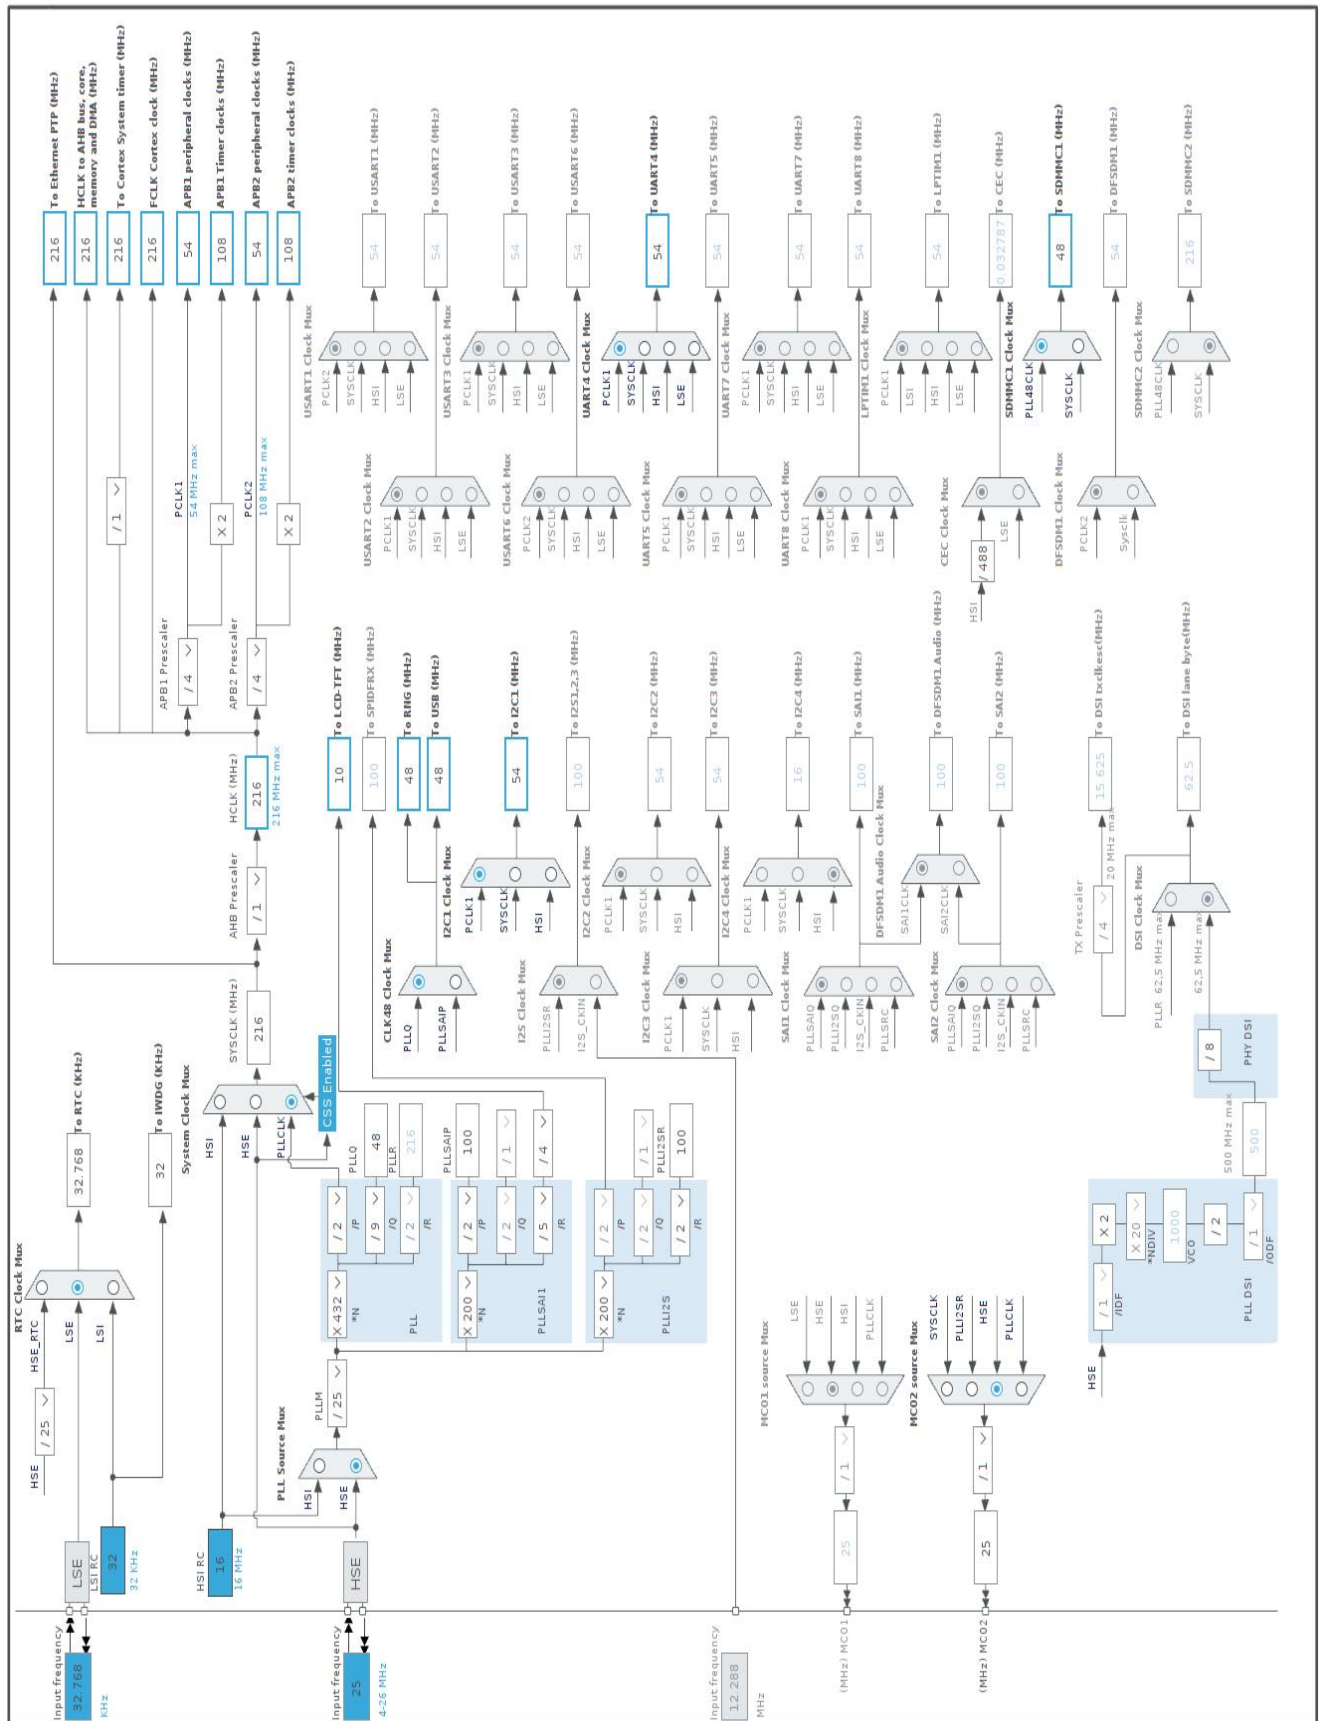 Input frequency
32.768
KHz
LSE
LSI RC
32
32 KHz
HSE
/ 25
HSE_RTC
LSE
LSI
RTC Clock Mux
32.768
To RTC (KHz)
32
To IWDG (KHz)
HSI RC
16
16 MHz
Input frequency
25
4-26 MHz
HSE
PLL Source Mux
HSI
HSE
PLLM
/ 25
X 432
*N
/ 2
/P
/ 9
/Q
/ 2
/R
PLL
PLLQ
48
PLLR
216
X 200
*N
/ 2
/P
/ 2
/Q
/ 5
/R
PLLSAI1
PLLSAIP
100
/ 1
/ 4
X 200
*N
/ 2
/P
/ 2
/Q
/ 2
/R
PLLI2S
/ 1
PLLI2SR
100
System Clock Mux
HSI
HSE
PLLCLK
CSS Enabled
SYSCLK (MHz)
216
AHB Prescaler
/ 1
HCLK (MHz)
216
216 MHz max
APB1 Prescaler
/ 4
APB2 Prescaler
/ 4
/ 1
PCLK1
54 MHz max
X 2
PCLK2
108 MHz max
X 2
216
To Ethernet PTP (MHz)
216
HCLK to AHB bus, core,
memory and DMA (MHz)
216
To Cortex System timer (MHz)
216
FCLK Cortex clock (MHz)
54
APB1 peripheral clocks (MHz)
108
APB1 Timer clocks (MHz)
54
APB2 peripheral clocks (MHz)
108
APB2 timer clocks (MHz)
10
To LCD-TFT (MHz)
100
To SPIDFRX (MHz)
48
To RNG (MHz)
48
To USB (MHz)
CLK48 Clock Mux
PLLQ
PLLSAIP
I2C1 Clock Mux
PCLK1
SYSCLK
HSI
54
To I2C1 (MHz)
I2S Clock Mux
PLLI2SR
I2S_CKIN
100
To I2S1,2,3 (MHz)
I2C2 Clock Mux
PCLK1
SYSCLK
HSI
54
To I2C2 (MHz)
I2C3 Clock Mux
PCLK1
SYSCLK
HSI
54
To I2C3 (MHz)
I2C4 Clock Mux
PCLK1
SYSCLK
HSI
16
To I2C4 (MHz)
SAI1 Clock Mux
PLLSAIQ
PLLI2SQ
I2S_CKIN
PLLSRC
100
To SAI1 (MHz)
DFSDM1 Audio Clock Mux
SAI1CLK
SAI2CLK
100
To DFSDM1 Audio (MHz)
SAI2 Clock Mux
PLLSAIQ
PLLI2SQ
I2S_CKIN
PLLSRC
100
To SAI2 (MHz)
TX Prescaler
/ 4
20 MHz max
15.625
To DSI txclkesc(MHz)
DSI Clock Mux
PLLR 62,5 MHz max
62,5 MHz max
62.5
To DSI lane byte(MHz)
/ 8
PHY DSI
500 MHz max
500
HSE
/ 1
/IDF
X 2
X 20
*NDIV
1000
VCO
/ 2
/ 1
/ODF
PLL DSI
USART1 Clock Mux
PCLK2
SYSCLK
HSI
LSE
54
To USART1 (MHz)
USART2 Clock Mux
PCLK1
SYSCLK
HSI
LSE
54
To USART2 (MHz)
USART3 Clock Mux
PCLK1
SYSCLK
HSI
LSE
54
To USART3 (MHz)
USART6 Clock Mux
PCLK2
SYSCLK
HSI
LSE
54
To USART6 (MHz)
UART4 Clock Mux
PCLK1
SYSCLK
HSI
LSE
54
To UART4 (MHz)
UART5 Clock Mux
PCLK1
SYSCLK
HSI
LSE
54
To UART5 (MHz)
UART7 Clock Mux
PCLK1
SYSCLK
HSI
LSE
54
To UART7 (MHz)
UART8 Clock Mux
PCLK1
SYSCLK
HSI
LSE
54
To UART8 (MHz)
LPTIM1 Clock Mux
PCLK1
LSI
HSI
LSE
54
To LPTIM1 (MHz)
CEC Clock Mux
HSI
/ 488
LSE
0.032787
To CEC (MHz)
SDMMC1 Clock Mux
PLL48CLK
SYSCLK
48
To SDMMC1 (MHz)
DFSDM1 Clock Mux
PCLK2
Sysclk
54
To DFSDM1 (MHz)
SDMMC2 Clock Mux
PLL48CLK
SYSCLK
216
To SDMMC2 (MHz)
Input frequency
12.288
MHz
MCO1 source Mux
LSE
HSE
HSI
PLLCLK
/ 1
25
(MHz) MCO1
MCO2 source Mux
SYSCLK
PLLI2SR
HSE
PLLCLK
/ 1
25
(MHz) MCO2